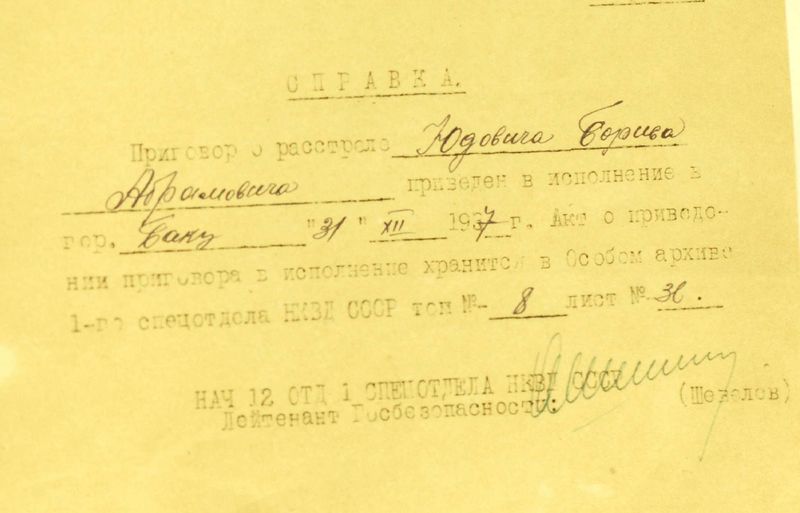 СПРАВКА.
Приговор о расстреле Юдовича Бориса
Абрамовича приведен в исполнение в
гор. Баку "31" XII 1937 г. Акт о приведе-
нии приговора в исполнение хранится в Особом архиве
1-го спецотдела НКВД СССР том №- 8 лист № 31.
НАЧ 12 ОТД 1 СПЕЦОТДЕЛА НКВД СССР
Лейтенант Госбезопасности: (Шевелев)